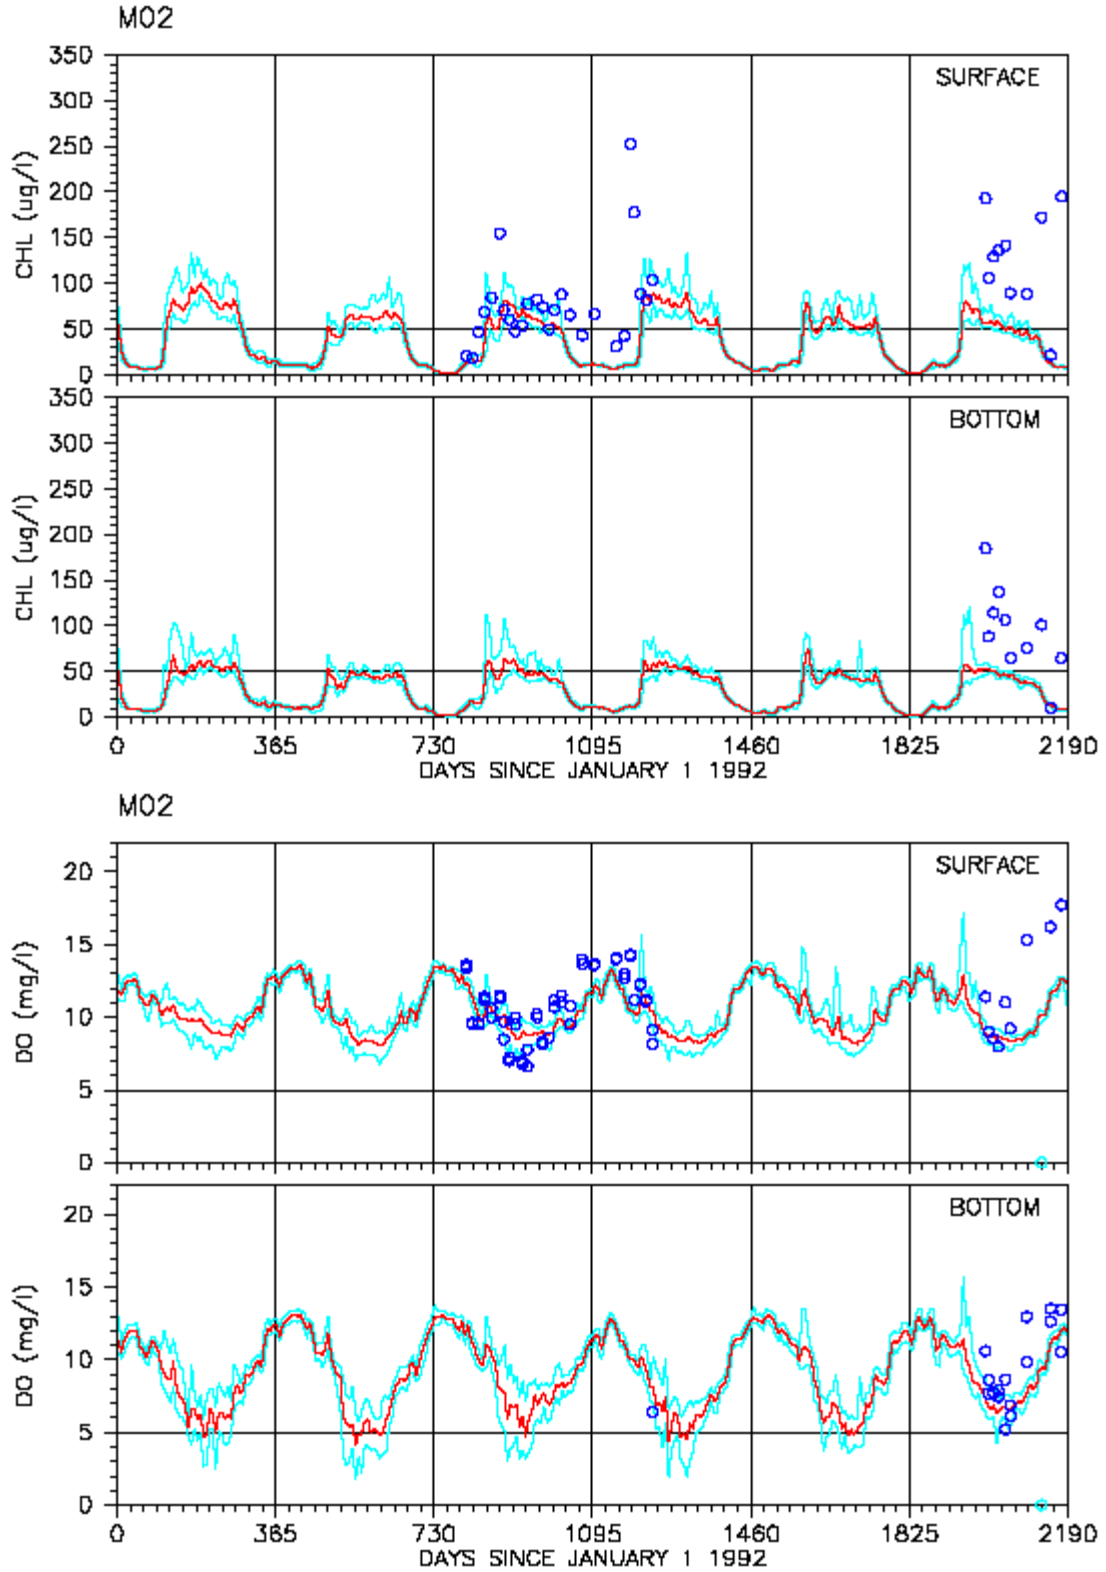 M02
350
SURFACE
300
250
200
150
100
50
0
CHL (ug/l)
350
BOTTOM
300
250
200
150
100
50
0
CHL (ug/l)
0 365 730 1095 1460 1825 2190
DAYS SINCE JANUARY 1 1992
M02
SURFACE
20
15
10
5
0
DO (mg/l)
BOTTOM
20
15
10
5
0
DO (mg/l)
0 365 730 1095 1460 1825 2190
DAYS SINCE JANUARY 1 1992